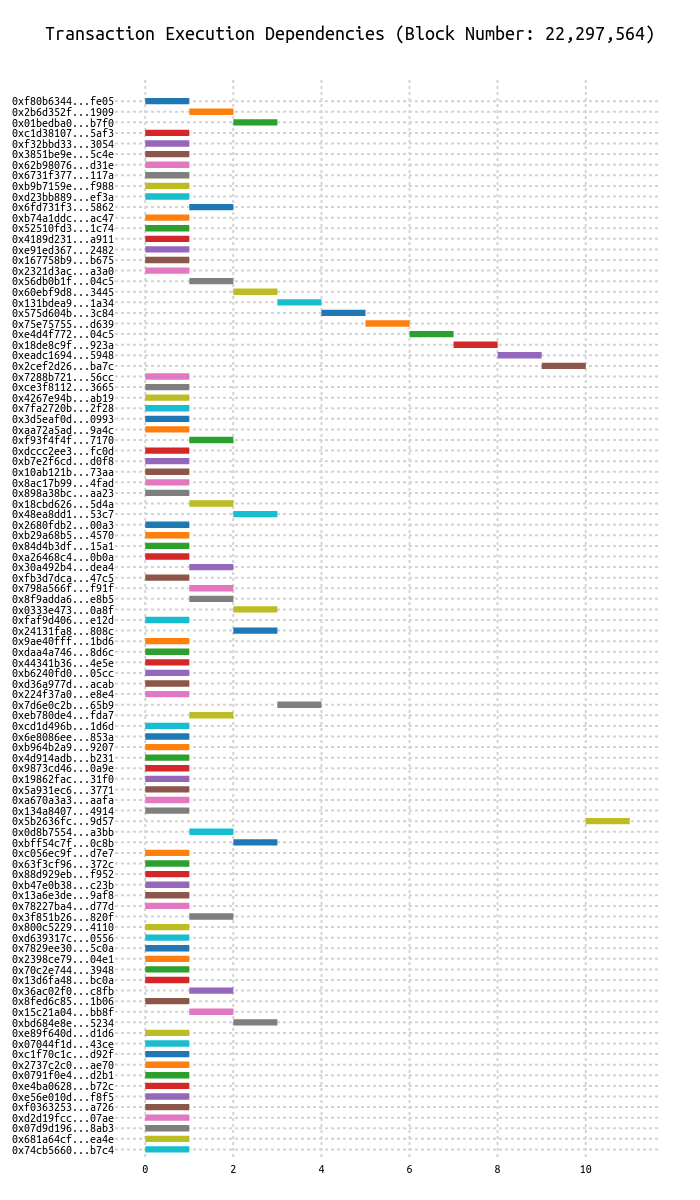 Transaction Execution Dependencies (Block Number: 22,297,564)
0xf80b6344...fe05
0x2b6d352f...1909
0x01bedba0...b7f0
0xc1d38107...5af3
0xf32bbd33...3054
0x3851be9e...5c4e
0x62b98076...d31e
0x6731f377...117a
0xb9b7159e...f988
0xd23bb889...ef3a
0x6fd731f3...5862
0xb74a1ddc...ac47
0x52510fd3...1c74
0x4189d231...a911
0xe91ed367...2482
0x167758b9...b675
0x2321d3ac...a3a0
0x56db0b1f...04c5
0x60ebf9d8...3445
0x131bdea9...1a34
0x575d604b...3c84
0x75e75755...d639
0xe4d4f772...04c5
0x18de8c9f...923a
0xeadc1694...5948
0x2cef2d26...ba7c
0x7288b721...56cc
0xce3f8112...3665
0x4267e94b...ab19
0x7fa2720b...2f28
0x3d5eaf0d...0993
0xaa72a5ad...9a4c
0xf93f4f4f...7170
0xdccc2ee3...fc0d
0xb7e2f6cd...d0f8
0x10ab121b...73aa
0x8ac17b99...4fad
0x898a38bc...aa23
0x18cbd626...5d4a
0x48ea8dd1...53c7
0x2680fdb2...00a3
0xb29a68b5...4570
0x84d4b3df...15a1
0xa26468c4...0b0a
0x30a492b4...dea4
0xfb3d7dca...47c5
0x798a566f...f91f
0x8f9adda6...e8b5
0x0333e473...0a8f
0xfaf9d406...e12d
0x24131fa8...808c
0x9ae40fff...1bd6
0xdaa4a746...8d6c
0x44341b36...4e5e
0xb6240fd0...05cc
0xd36a977d...acab
0x224f37a0...e8e4
0x7d6e0c2b...65b9
0xeb780de4...fda7
0xcd1d496b...1d6d
0x6e8086ee...853a
0xb964b2a9...9207
0x4d914adb...b231
0x9873cd46...0a9e
0x19862fac...31f0
0x5a931ec6...3771
0xa670a3a3...aafa
0x134a8407...4914
0x5b2636fc...9d57
0x0d8b7554...a3bb
0xbff54c7f...0c8b
0xc056ec9f...d7e7
0x63f3cf96...372c
0x88d929eb...f952
0xb47e0b38...c23b
0x13a6e3de...9af8
0x78227ba4...d77d
0x3f851b26...820f
0x800c5229...4110
0xd639317c...0556
0x7829ee30...5c0a
0x2398ce79...04e1
0x70c2e744...3948
0x13d6fa48...bc0a
0x36ac02f0...c8fb
0x8fed6c85...1b06
0x15c21a04...bb8f
0xbd684e8e...5234
0xe89f640d...d1d6
0x07044f1d...43ce
0xc1f70c1c...d92f
0x2737c2c0...ae70
0x0791f0e4...d2b1
0xe4ba0628...b72c
0xe56e010d...f8f5
0xf0363253...a726
0xd2d19fcc...07ae
0x07d9d196...8ab3
0x681a64cf...ea4e
0x74cb5660...b7c4
0 2 4 6 8 10